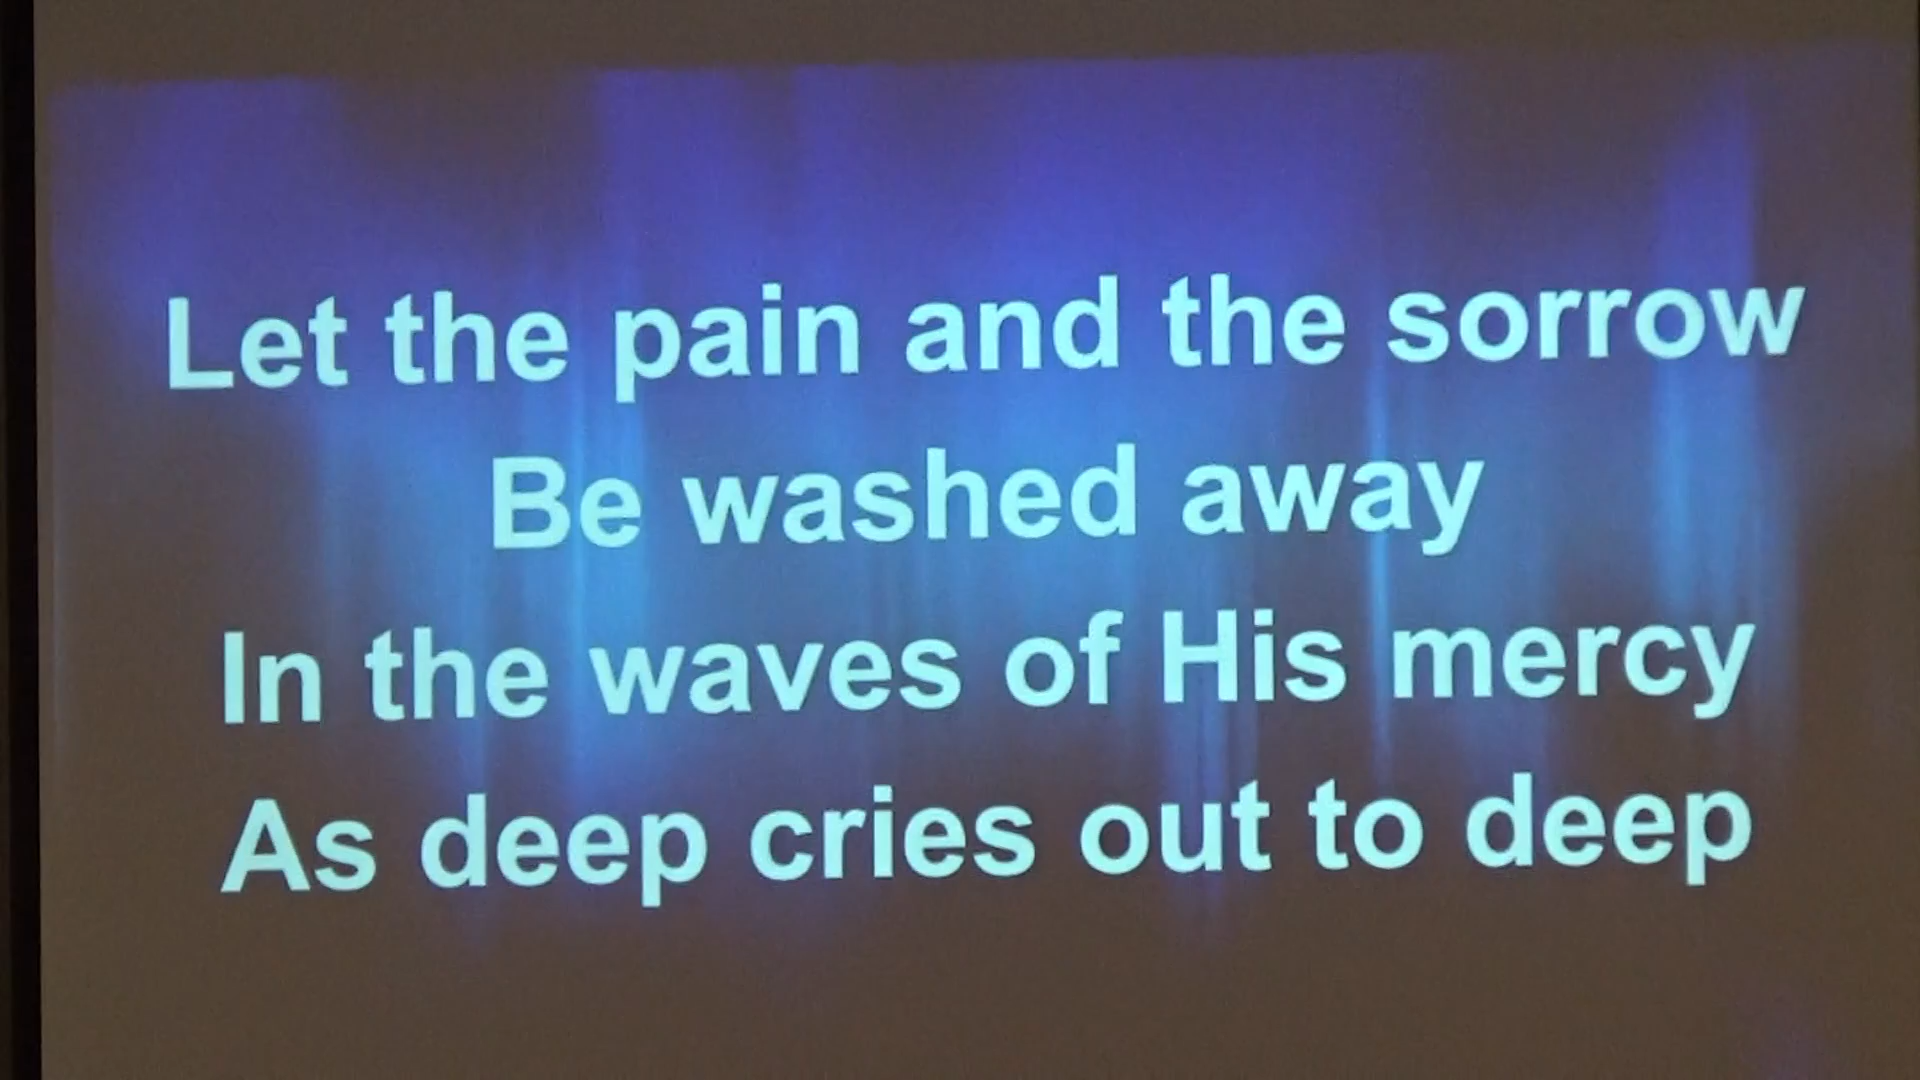 Let the pain and the sorrow
Be washed away
In the waves of His mercy
As deep cries out to deep